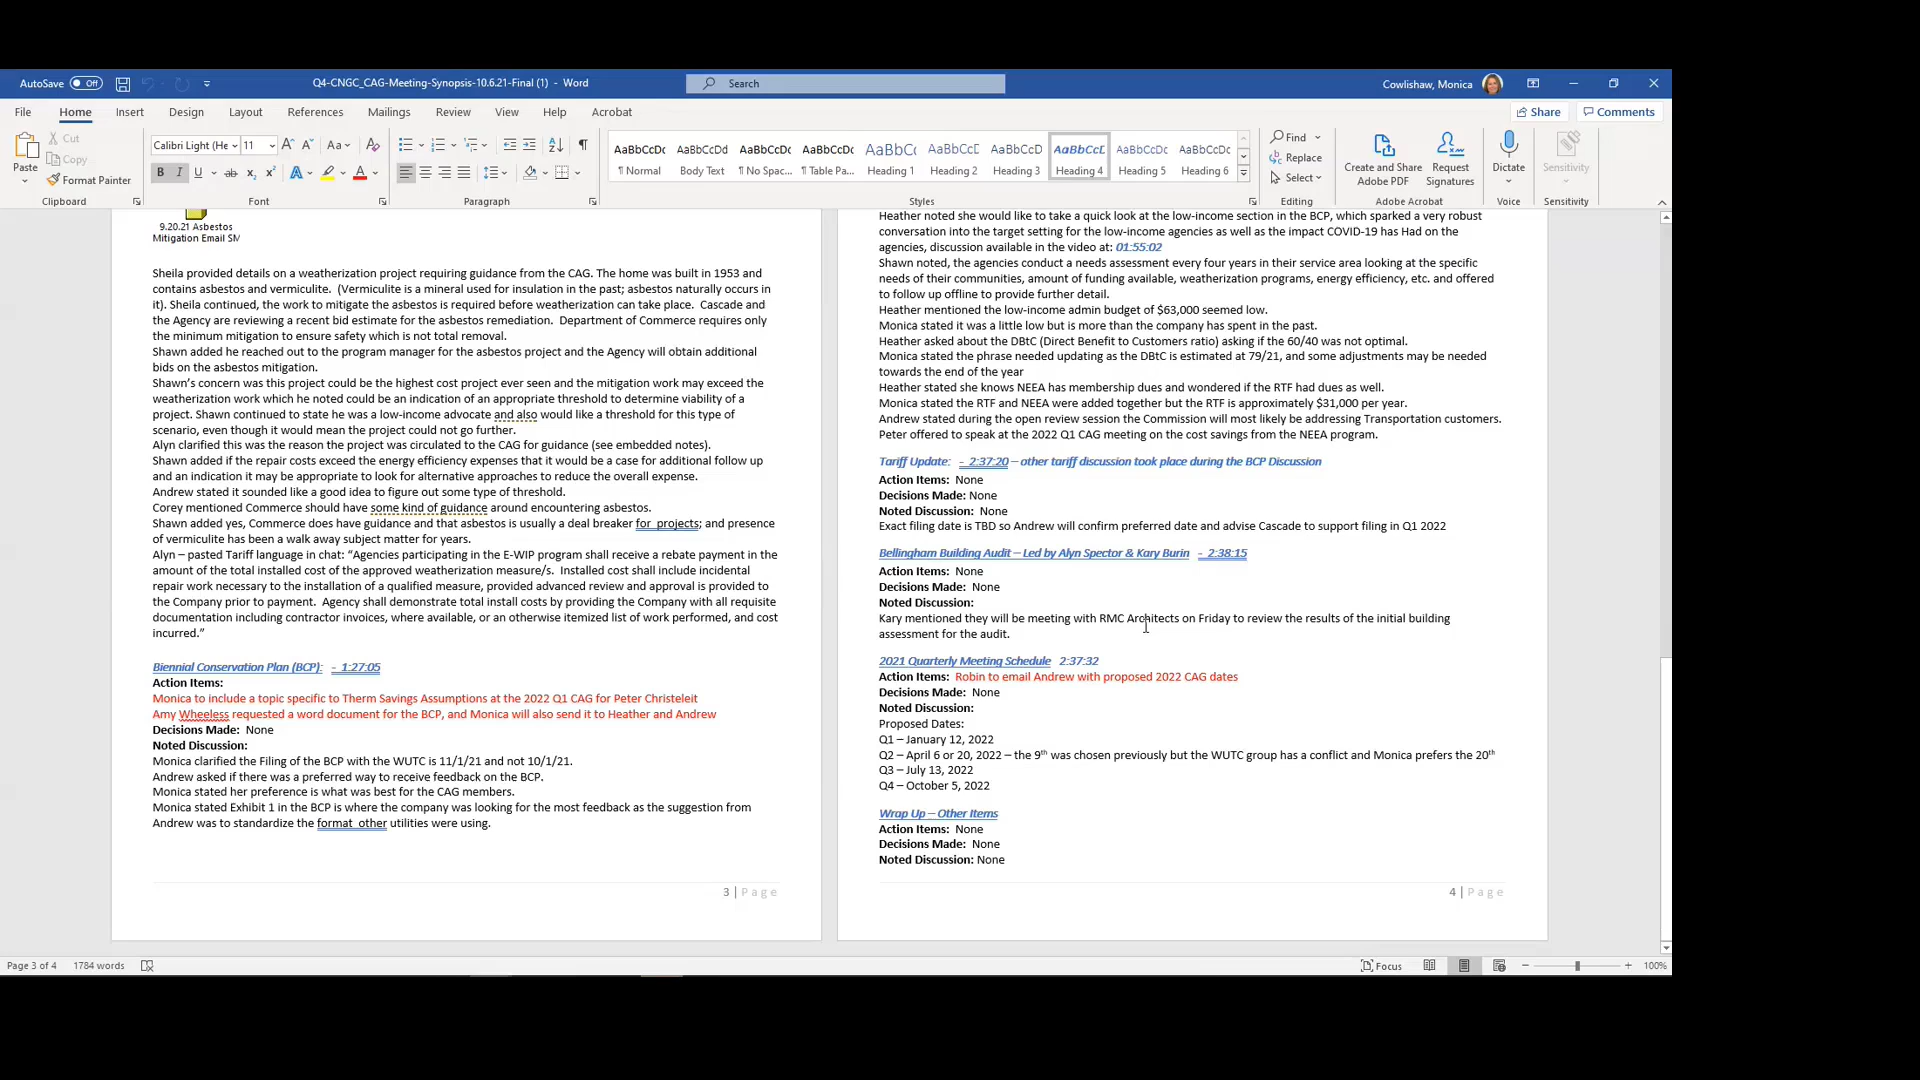 AutoSave Off Q4-CNGC_CAG-Meeting-Synopsis-10.6.21-Final (1) - Word Search Cowlishaw, Monica
File Home Insert Design Layout References Mailings Review View Help Acrobat Share Comments
Paste
Cut
Copy
Format Painter
Clipboard
Calibri Light (He 11
Font
Paragraph
AaBbCcDc AaBbCcDd AaBbCcDc AaBbCcDc AaBbCc AaBbCcC AaBbCcD AaBbCcL AaBbCcDc AaBbCcDc
¶ Normal Body Text ¶ No Spac... ¶ Table Pa... Heading 1 Heading 2 Heading 3 Heading 4 Heading 5 Heading 6
Styles
Find
Replace
Select
Editing
Create and Share
Adobe PDF
Request
Signatures
Adobe Acrobat
Dictate
Voice
Sensitivity
Sensitivity
9.20.21 Asbestos
Mitigation Email SM
Sheila provided details on a weatherization project requiring guidance from the CAG. The home was built in 1953 and
contains asbestos and vermiculite. (Vermiculite is a mineral used for insulation in the past; asbestos naturally occurs in
it). Sheila continued, the work to mitigate the asbestos is required before weatherization can take place. Cascade and
the Agency are reviewing a recent bid estimate for the asbestos remediation. Department of Commerce requires only
the minimum mitigation to ensure safety which is not total removal.
Shawn added he reached out to the program manager for the asbestos project and the Agency will obtain additional
bids on the asbestos mitigation.
Shawn's concern was this project could be the highest cost project ever seen and the mitigation work may exceed the
weatherization work which he noted could be an indication of an appropriate threshold to determine viability of a
project. Shawn continued to state he was a low-income advocate and also would like a threshold for this type of
scenario, even though it would mean the project could not go further.
Alyn clarified this was the reason the project was circulated to the CAG for guidance (see embedded notes).
Shawn added if the repair costs exceed the energy efficiency expenses that it would be a case for additional follow up
and an indication it may be appropriate to look for alternative approaches to reduce the overall expense.
Andrew stated it sounded like a good idea to figure out some type of threshold.
Corey mentioned Commerce should have some kind of guidance around encountering asbestos.
Shawn added yes, Commerce does have guidance and that asbestos is usually a deal breaker for projects; and presence
of vermiculite has been a walk away subject matter for years.
Alyn – pasted Tariff language in chat: "Agencies participating in the E-WIP program shall receive a rebate payment in the
amount of the total installed cost of the approved weatherization measure/s. Installed cost shall include incidental
repair work necessary to the installation of a qualified measure, provided advanced review and approval is provided to
the Company prior to payment. Agency shall demonstrate total install costs by providing the Company with all requisite
documentation including contractor invoices, where available, or an otherwise itemized list of work performed, and cost
incurred."
Biennial Conservation Plan (BCP): - 1:27:05
Action Items:
Monica to include a topic specific to Therm Savings Assumptions at the 2022 Q1 CAG for Peter Christeleit
Amy Wheeless requested a word document for the BCP, and Monica will also send it to Heather and Andrew
Decisions Made: None
Noted Discussion:
Monica clarified the Filing of the BCP with the WUTC is 11/1/21 and not 10/1/21.
Andrew asked if there was a preferred way to receive feedback on the BCP.
Monica stated her preference is what was best for the CAG members.
Monica stated Exhibit 1 in the BCP is where the company was looking for the most feedback as the suggestion from
Andrew was to standardize the format other utilities were using.
3 | Page
Heather noted she would like to take a quick look at the low-income section in the BCP, which sparked a very robust
conversation into the target setting for the low-income agencies as well as the impact COVID-19 has Had on the
agencies, discussion available in the video at: 01:55:02
Shawn noted, the agencies conduct a needs assessment every four years in their service area looking at the specific
needs of their communities, amount of funding available, weatherization programs, energy efficiency, etc. and offered
to follow up offline to provide further detail.
Heather mentioned the low-income admin budget of $63,000 seemed low.
Monica stated it was a little low but is more than the company has spent in the past.
Heather asked about the DBtC (Direct Benefit to Customers ratio) asking if the 60/40 was not optimal.
Monica stated the phrase needed updating as the DBtC is estimated at 79/21, and some adjustments may be needed
towards the end of the year
Heather stated she knows NEEA has membership dues and wondered if the RTF had dues as well.
Monica stated the RTF and NEEA were added together but the RTF is approximately $31,000 per year.
Andrew stated during the open review session the Commission will most likely be addressing Transportation customers.
Peter offered to speak at the 2022 Q1 CAG meeting on the cost savings from the NEEA program.
Tariff Update: - 2:37:20 – other tariff discussion took place during the BCP Discussion
Action Items: None
Decisions Made: None
Noted Discussion: None
Exact filing date is TBD so Andrew will confirm preferred date and advise Cascade to support filing in Q1 2022
Bellingham Building Audit – Led by Alyn Spector & Kary Burin - 2:38:15
Action Items: None
Decisions Made: None
Noted Discussion:
Kary mentioned they will be meeting with RMC Architects on Friday to review the results of the initial building
assessment for the audit.
2021 Quarterly Meeting Schedule 2:37:32
Action Items: Robin to email Andrew with proposed 2022 CAG dates
Decisions Made: None
Noted Discussion:
Proposed Dates:
Q1 – January 12, 2022
Q2 – April 6 or 20, 2022 – the 9th was chosen previously but the WUTC group has a conflict and Monica prefers the 20th
Q3 – July 13, 2022
Q4 – October 5, 2022
Wrap Up – Other Items
Action Items: None
Decisions Made: None
Noted Discussion: None
4 | Page
Page 3 of 4 1784 words Focus 100%